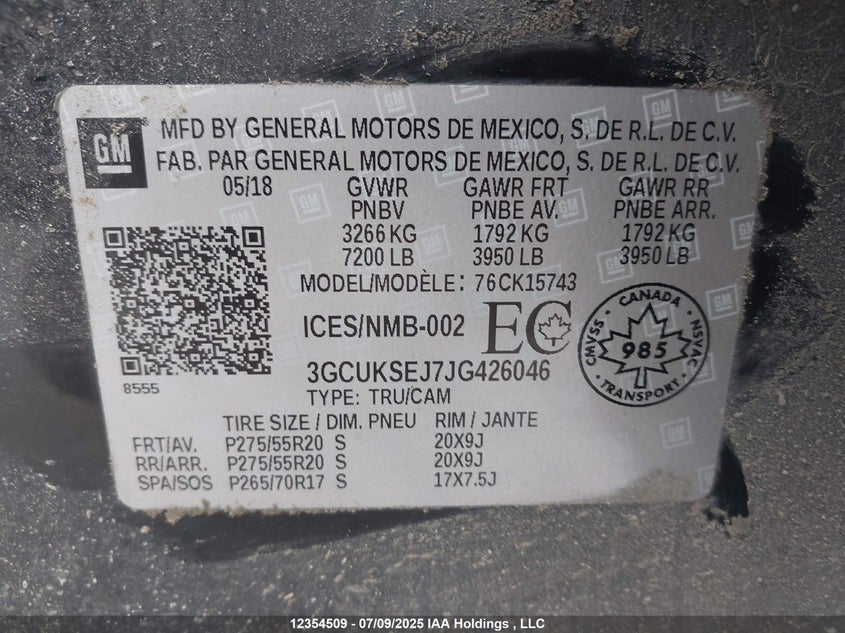 GM
MFD BY GENERAL MOTORS DE MEXICO, S. DE R.L. DE C.V.
FAB. PAR GENERAL MOTORS DE MEXICO, S. DE R.L. DE C.V.
05/18 GVWR GAWR FRT GAWR RR
PNBV PNBE AV. PNBE ARR.
3266 KG 1792 KG 1792 KG
7200 LB 3950 LB 3950 LB
MODEL/MODÈLE: 76CK15743
ICES/NMB-002 EC
CANADA
CMVSS 985 NSVAC
TRANSPORT
8555
3GCUKSEJ7JG426046
TYPE: TRU/CAM
TIRE SIZE / DIM. PNEU RIM / JANTE
FRT/AV. P275/55R20 S 20X9J
RR/ARR. P275/55R20 S 20X9J
SPA/SOS P265/70R17 S 17X7.5J
12354509 - 07/09/2025 IAA Holdings , LLC